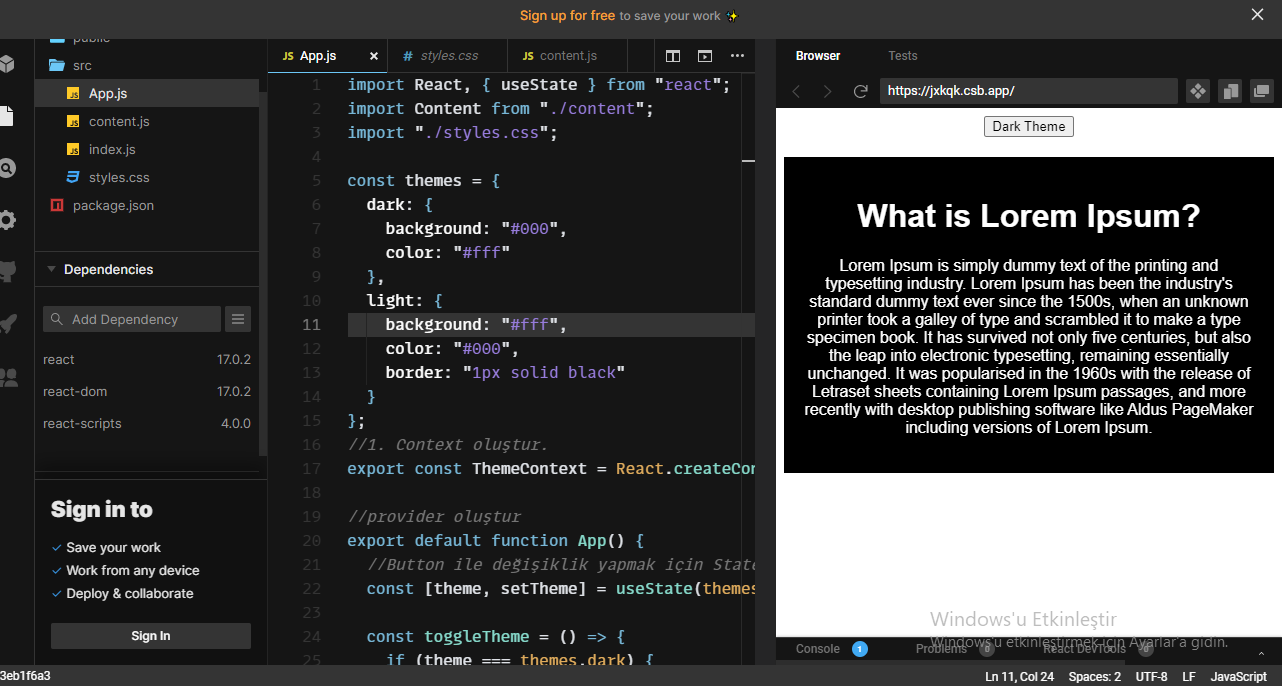 Sign up for free to save your work ✨
public
src
App.js
content.js
index.js
styles.css
package.json
Dependencies
Add Dependency
react 17.0.2
react-dom 17.0.2
react-scripts 4.0.0
Sign in to
Save your work
Work from any device
Deploy & collaborate
Sign In
3eb1f6a3
JS App.js
# styles.css
JS content.js
1 import React, { useState } from "react";
2 import Content from "./content";
3 import "./styles.css";
4
5 const themes = {
6 dark: {
7 background: "#000",
8 color: "#fff"
9 },
10 light: {
11 background: "#fff",
12 color: "#000",
13 border: "1px solid black"
14 }
15 };
16 //1. Context oluştur.
17 export const ThemeContext = React.createCon
18
19 //provider oluştur
20 export default function App() {
21 //Button ile değişiklik yapmak için State
22 const [theme, setTheme] = useState(themes
23
24 const toggleTheme = () => {
25 if (theme === themes.dark) {
Browser Tests
https://jxkqk.csb.app/
Dark Theme
What is Lorem Ipsum?
Lorem Ipsum is simply dummy text of the printing and
typesetting industry. Lorem Ipsum has been the industry's
standard dummy text ever since the 1500s, when an unknown
printer took a galley of type and scrambled it to make a type
specimen book. It has survived not only five centuries, but also
the leap into electronic typesetting, remaining essentially
unchanged. It was popularised in the 1960s with the release of
Letraset sheets containing Lorem Ipsum passages, and more
recently with desktop publishing software like Aldus PageMaker
including versions of Lorem Ipsum.
Windows'u Etkinleştir
Windows'u etkinleştirmek için Ayarlar'a gidin.
Console 1 Problems 0 React DevTools 0
Ln 11, Col 24 Spaces: 2 UTF-8 LF JavaScript